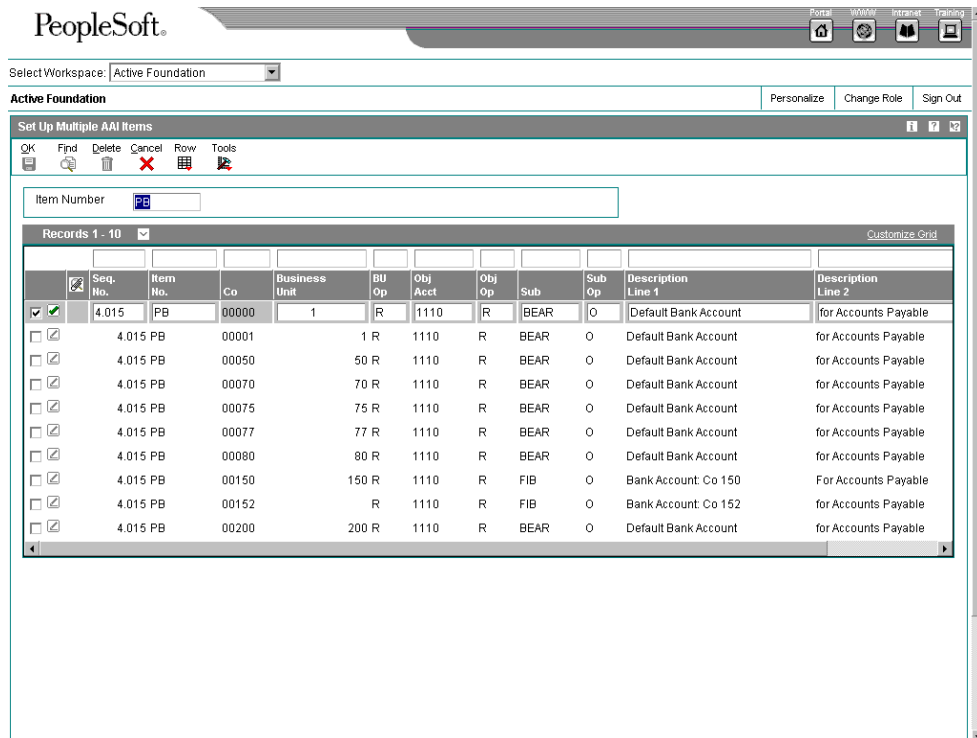 Portal WWW Intranet Training
PeopleSoft.
Select Workspace: Active Foundation
Active Foundation Personalize Change Role Sign Out
Set Up Multiple AAI Items
OK Find Delete Cancel Row Tools
Item Number PB
Records 1 - 10 Customize Grid
Seq. No. Item No. Co Business Unit BU Op Obj Acct Obj Op Sub Sub Op Description Line 1 Description Line 2
4.015 PB 00000 1 R 1110 R BEAR O Default Bank Account for Accounts Payable
4.015 PB 00001 1 R 1110 R BEAR O Default Bank Account for Accounts Payable
4.015 PB 00050 50 R 1110 R BEAR O Default Bank Account for Accounts Payable
4.015 PB 00070 70 R 1110 R BEAR O Default Bank Account for Accounts Payable
4.015 PB 00075 75 R 1110 R BEAR O Default Bank Account for Accounts Payable
4.015 PB 00077 77 R 1110 R BEAR O Default Bank Account for Accounts Payable
4.015 PB 00080 80 R 1110 R BEAR O Default Bank Account for Accounts Payable
4.015 PB 00150 150 R 1110 R FIB O Bank Account: Co 150 For Accounts Payable
4.015 PB 00152 R 1110 R FIB O Bank Account: Co 152 for Accounts Payable
4.015 PB 00200 200 R 1110 R BEAR O Default Bank Account for Accounts Payable